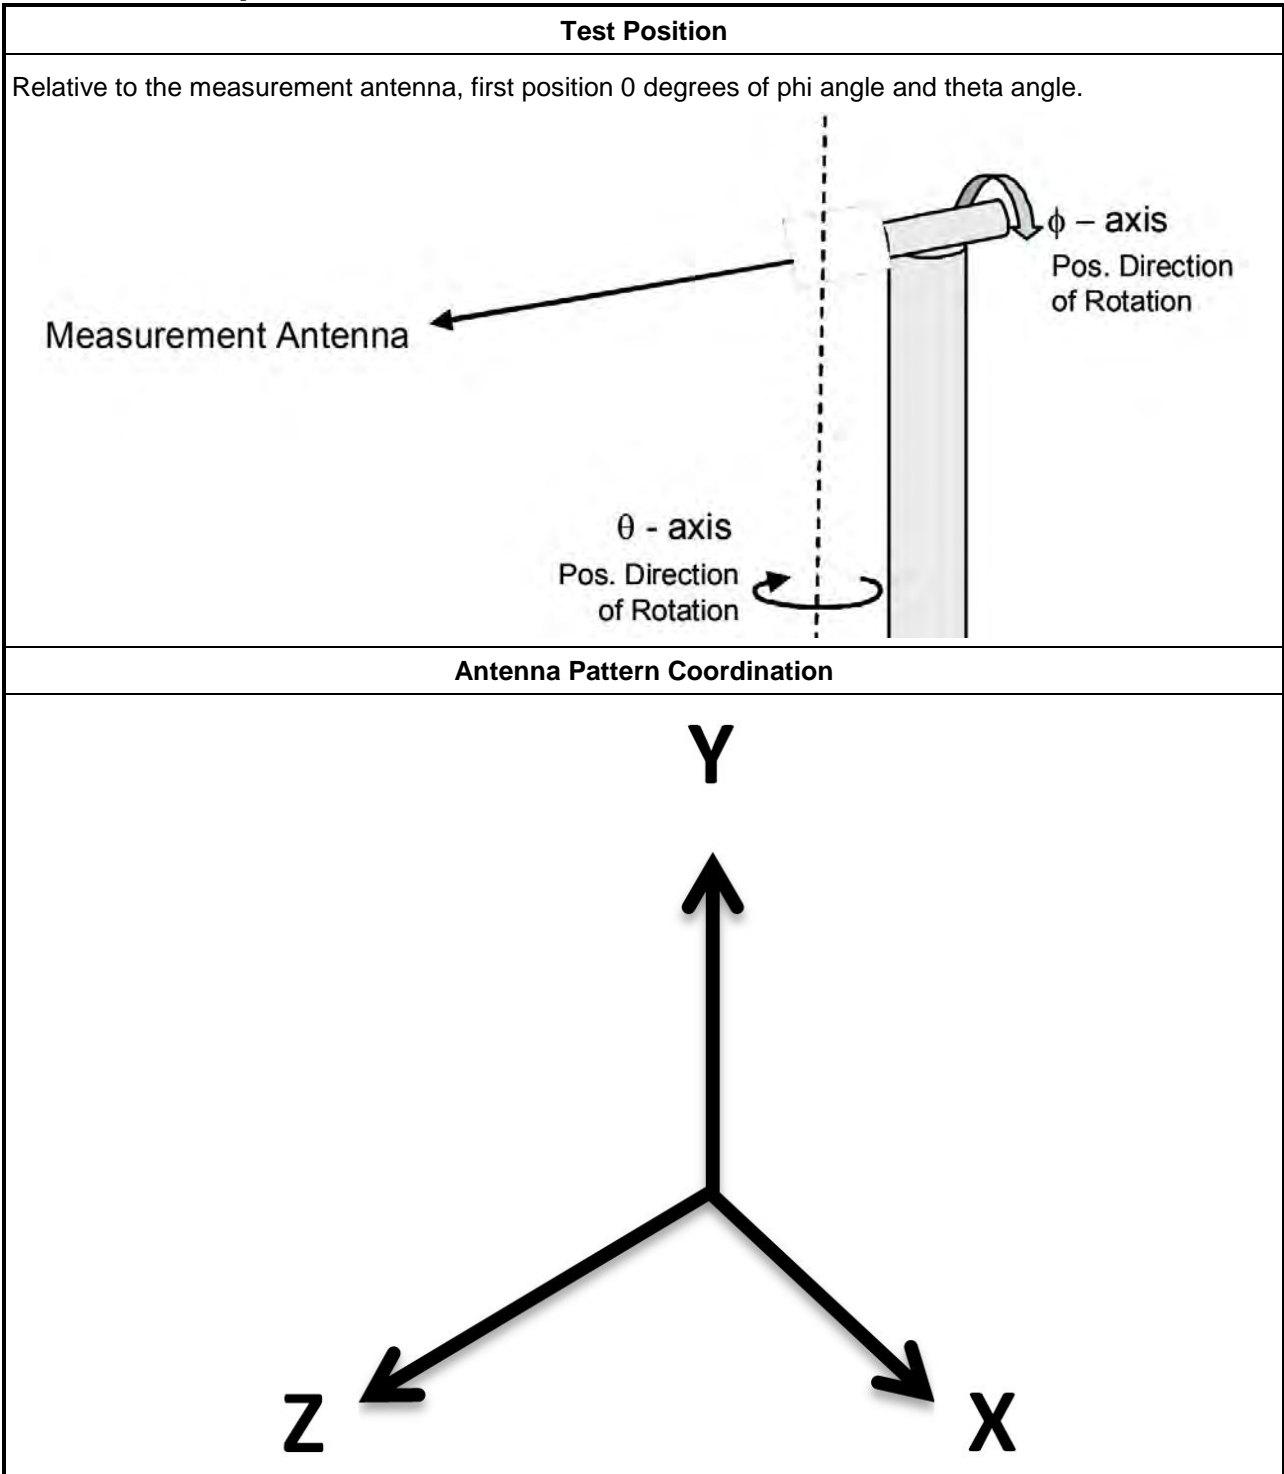 Test Position
Relative to the measurement antenna, first position 0 degrees of phi angle and theta angle.
ϕ – axis
Pos. Direction
of Rotation
Measurement Antenna
θ - axis
Pos. Direction
of Rotation
Antenna Pattern Coordination
Y
Z
X